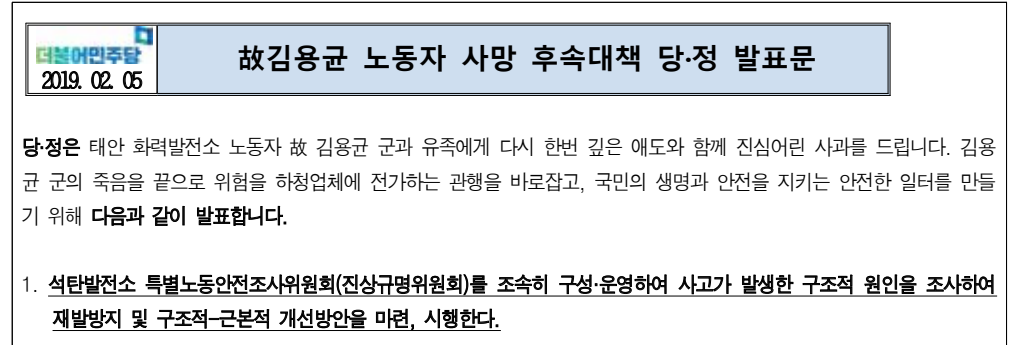 더불어민주당
2019. 02. 05
故김용균 노동자 사망 후속대책 당·정 발표문
당·정은 태안 화력발전소 노동자 故 김용균 군과 유족에게 다시 한번 깊은 애도와 함께 진심어린 사과를 드립니다. 김용
균 군의 죽음을 끝으로 위험을 하청업체에 전가하는 관행을 바로잡고, 국민의 생명과 안전을 지키는 안전한 일터를 만들
기 위해 다음과 같이 발표합니다.
1. 석탄발전소 특별노동안전조사위원회(진상규명위원회)를 조속히 구성·운영하여 사고가 발생한 구조적 원인을 조사하여
재발방지 및 구조적-근본적 개선방안을 마련, 시행한다.